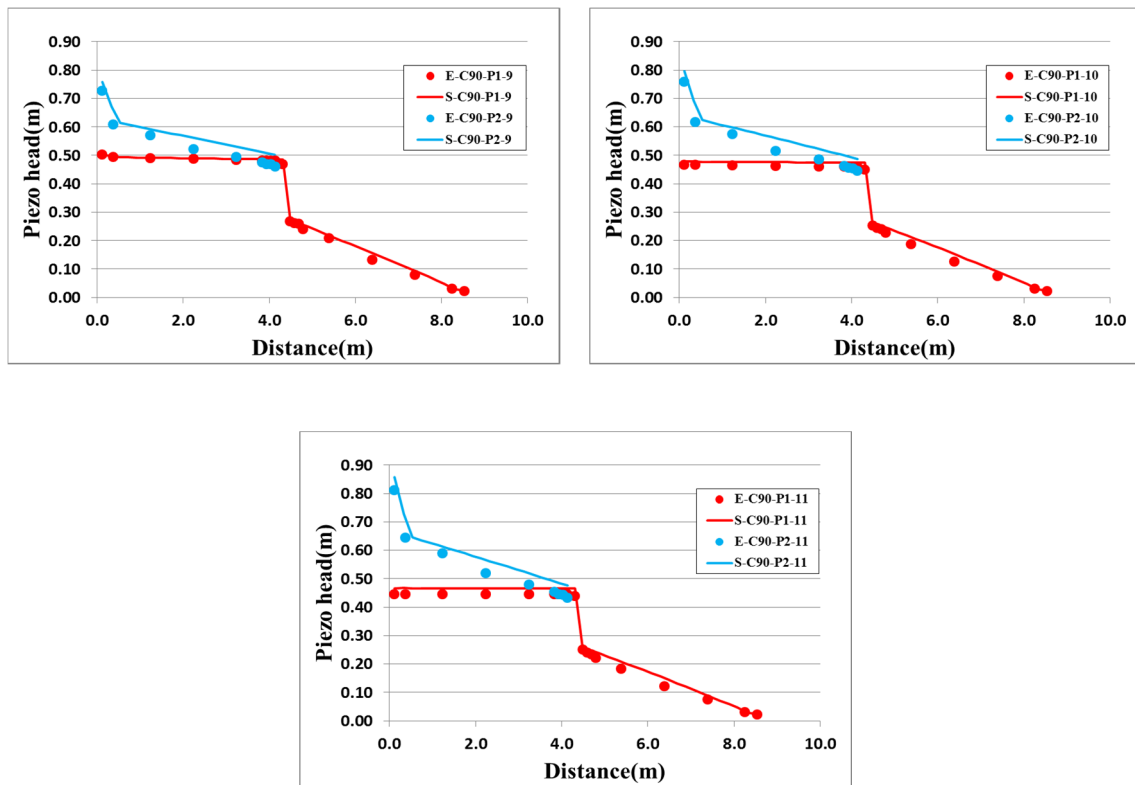 0.90
0.80
0.70
0.60
0.50
0.40
0.30
0.20
0.10
0.00
0.0 2.0 4.0 6.0 8.0 10.0
Piezo head(m)
Distance(m)
E-C90-P1-9
S-C90-P1-9
E-C90-P2-9
S-C90-P2-9
0.90
0.80
0.70
0.60
0.50
0.40
0.30
0.20
0.10
0.00
0.0 2.0 4.0 6.0 8.0 10.0
Piezo head(m)
Distance(m)
E-C90-P1-10
S-C90-P1-10
E-C90-P2-10
S-C90-P2-10
0.90
0.80
0.70
0.60
0.50
0.40
0.30
0.20
0.10
0.00
0.0 2.0 4.0 6.0 8.0 10.0
Piezo head(m)
Distance(m)
E-C90-P1-11
S-C90-P1-11
E-C90-P2-11
S-C90-P2-11